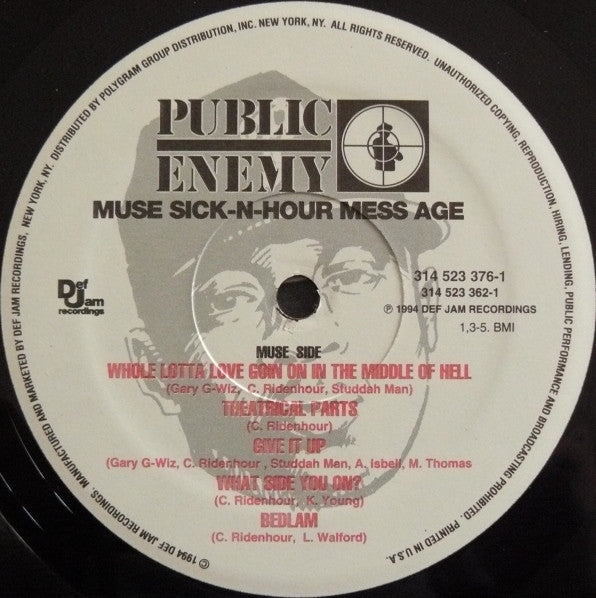 MANUFACTURED AND MARKETED BY DEF JAM RECORDINGS, NEW YORK, NY. DISTRIBUTED BY POLYGRAM GROUP DISTRIBUTION, INC. NEW YORK, NY. ALL RIGHTS RESERVED. UNAUTHORIZED COPYING, REPRODUCTION, HIRING, LENDING, PUBLIC PERFORMANCE AND BROADCASTING PROHIBITED. PRINTED IN U.S.A.
PUBLIC
ENEMY
MUSE SICK-N-HOUR MESS AGE
Def
Jam
recordings
314 523 376-1
314 523 362-1
℗ 1994 DEF JAM RECORDINGS
1,3-5. BMI
MUSE SIDE
WHOLE LOTTA LOVE GOIN ON IN THE MIDDLE OF HELL
(Gary G-Wiz, C. Ridenhour, Studdah Man)
THEATRICAL PARTS
(C. Ridenhour)
GIVE IT UP
(Gary G-Wiz, C. Ridenhour , Studdah Man, A. Isbell, M. Thomas
WHAT SIDE YOU ON?
(C. Ridenhour, K. Young)
BEDLAM
(C. Ridenhour, L. Walford)
© 1994 DEF JAM RECORDINGS.